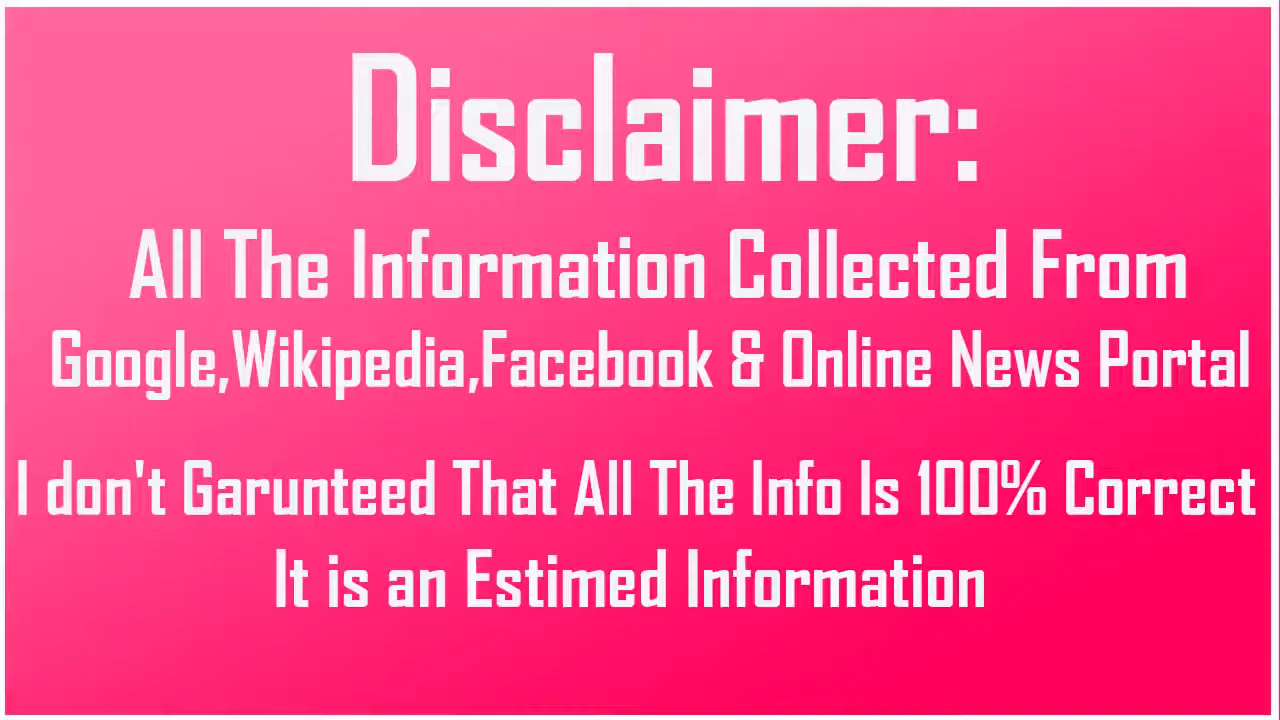 Disclaimer:
All The Information Collected From
Google,Wikipedia,Facebook & Online News Portal
I don't Garunteed That All The Info Is 100% Correct
It is an Estimed Information